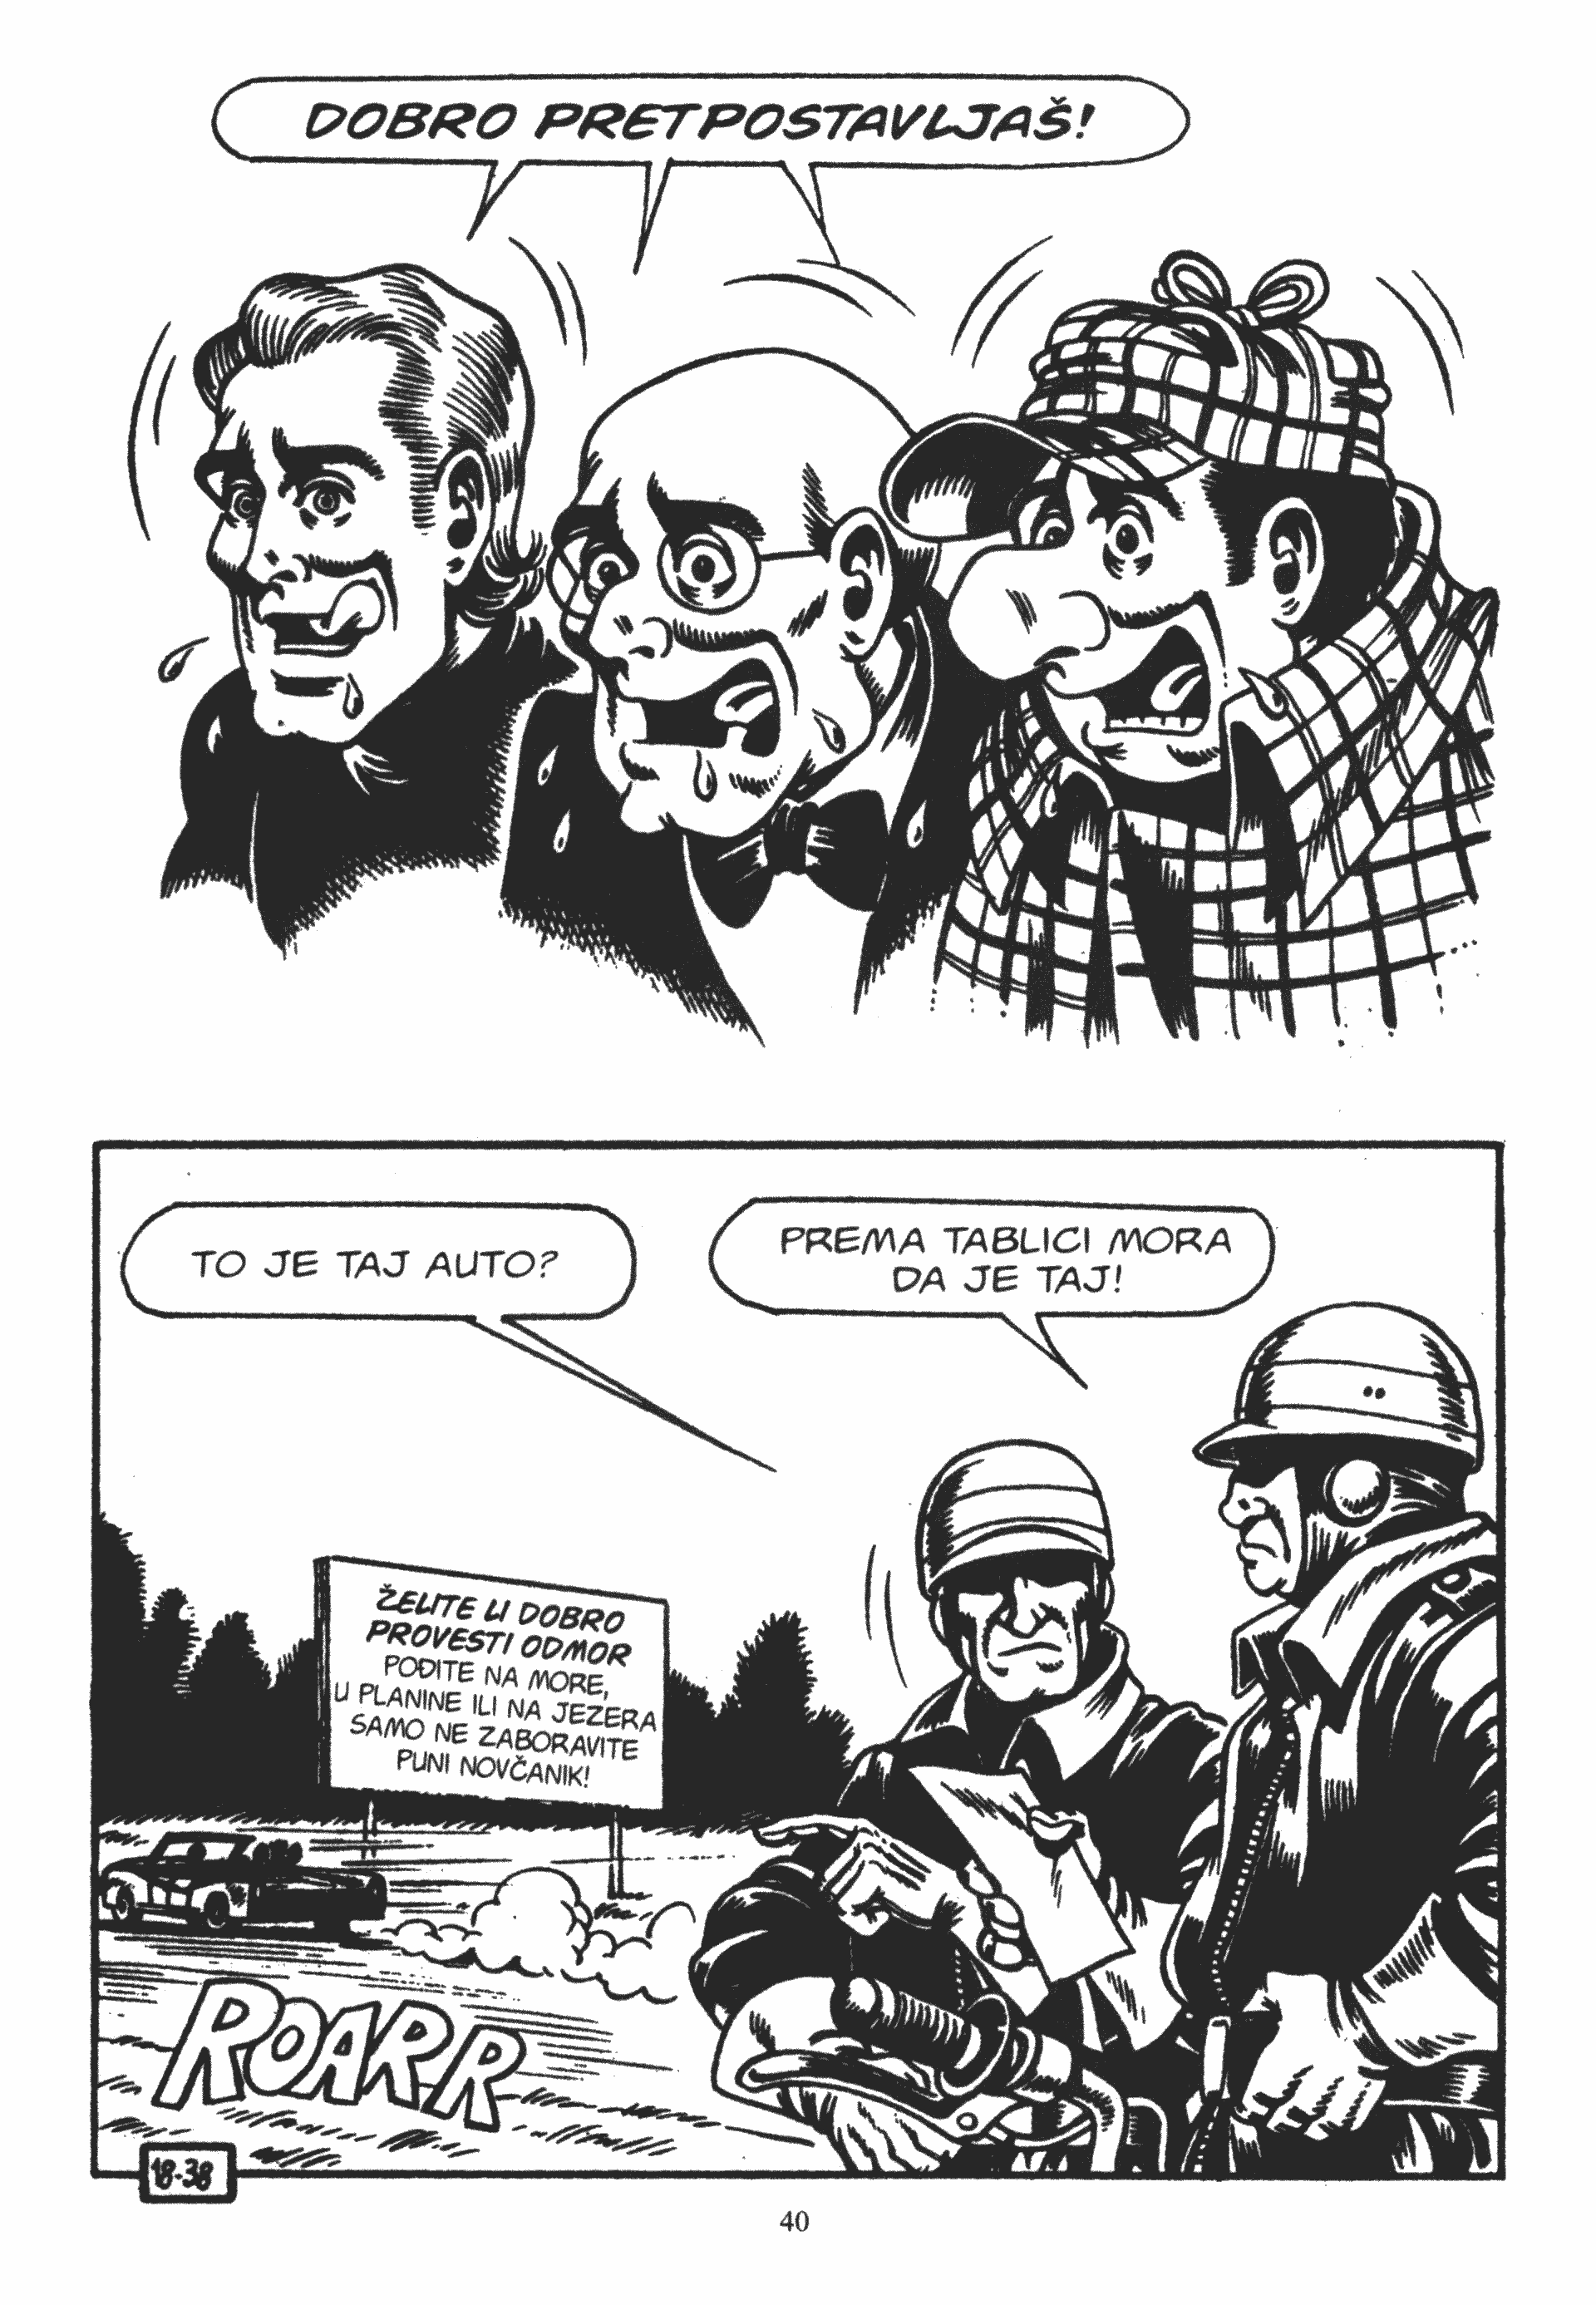 DOBRO PRETPOSTAVLJAŠ!
TO JE TAJ AUTO?
PREMA TABLICI MORA
DA JE TAJ!
ŽELITE LI DOBRO
PROVESTI ODMOR
POĐITE NA MORE,
U PLANINE ILI NA JEZERA
SAMO NE ZABORAVITE
PUNI NOVČANIK!
ROARR
18-38
40